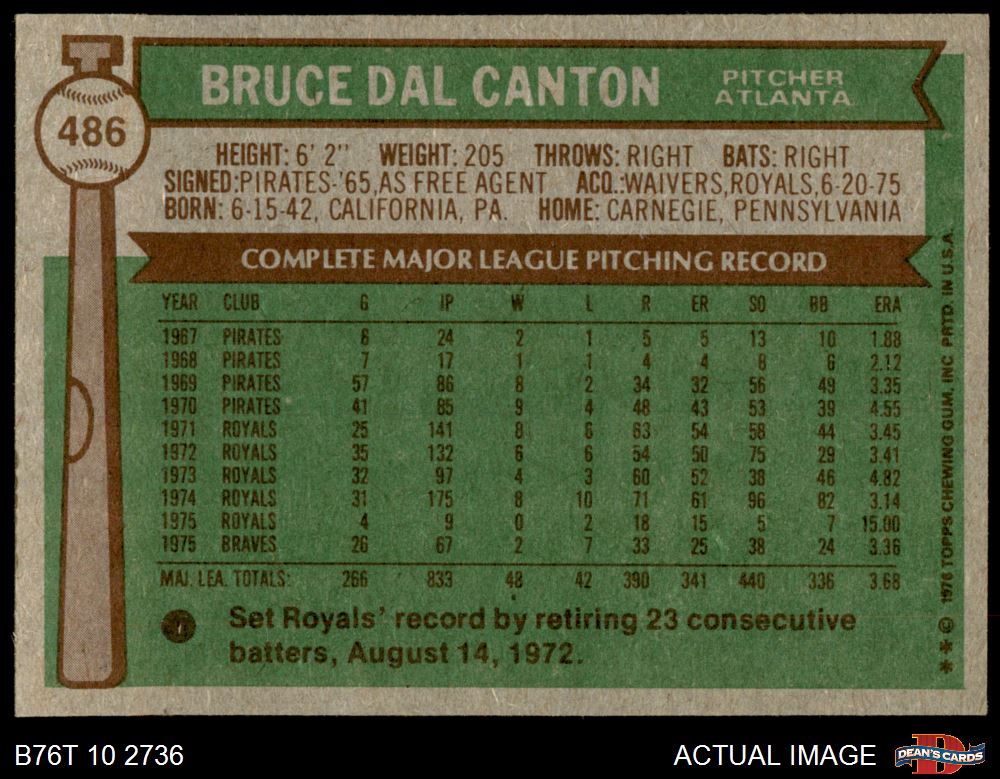 BRUCE DAL CANTON
PITCHER
ATLANTA
486
HEIGHT: 6' 2" WEIGHT: 205 THROWS: RIGHT BATS: RIGHT
SIGNED:PIRATES-'65,AS FREE AGENT ACQ.:WAIVERS,ROYALS,6-20-75
BORN: 6-15-42, CALIFORNIA, PA. HOME: CARNEGIE, PENNSYLVANIA
COMPLETE MAJOR LEAGUE PITCHING RECORD
YEAR CLUB G IP W L R ER SO BB ERA
1967 PIRATES 8 24 2 1 5 5 13 10 1.88
1968 PIRATES 7 17 1 1 4 4 8 6 2.12
1969 PIRATES 57 86 8 2 34 32 56 49 3.35
1970 PIRATES 41 85 9 4 48 43 53 39 4.55
1971 ROYALS 25 141 8 6 63 54 58 44 3.45
1972 ROYALS 35 132 6 6 54 50 75 29 3.41
1973 ROYALS 32 97 4 3 60 52 38 46 4.82
1974 ROYALS 31 175 8 10 71 61 96 82 3.14
1975 ROYALS 4 9 0 2 18 15 5 7 15.00
1975 BRAVES 26 67 2 7 33 25 38 24 3.36
MAJ. LEA. TOTALS: 266 833 48 42 390 341 440 336 3.68
Set Royals' record by retiring 23 consecutive
batters, August 14, 1972.
**© 1976 TOPPS CHEWING GUM, INC. PRTD. IN U.S.A.
B76T 10 2736
ACTUAL IMAGE
DEAN'S CARDS